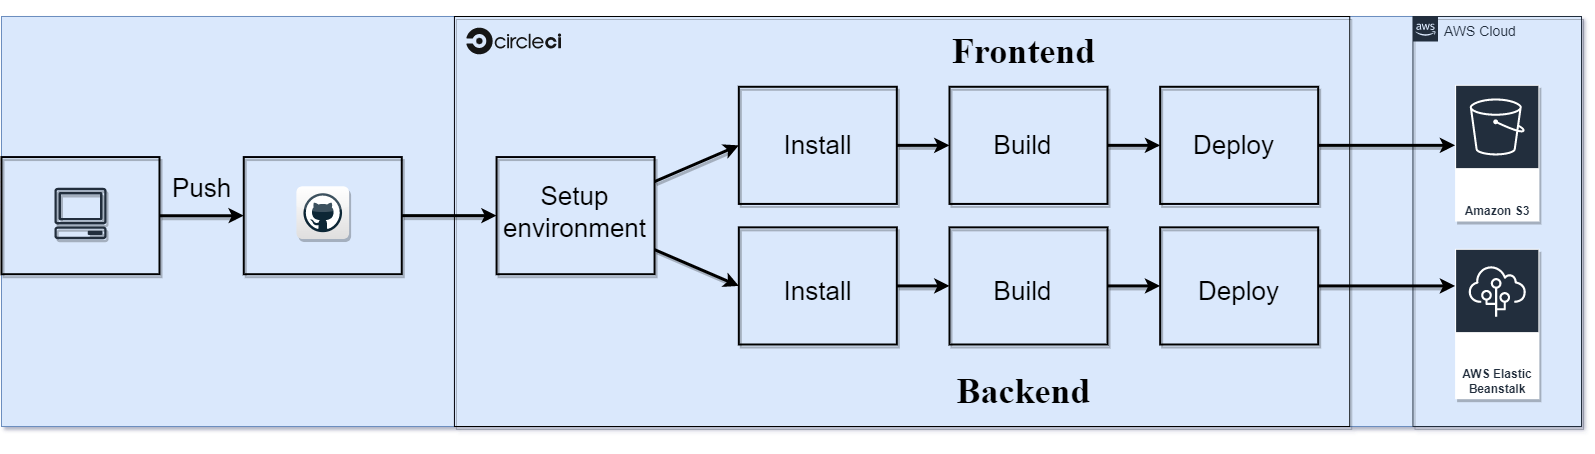 circleci
Frontend
aws
AWS Cloud
Push
Setup
environment
Install
Build
Deploy
Amazon S3
Install
Build
Deploy
AWS Elastic
Beanstalk
Backend